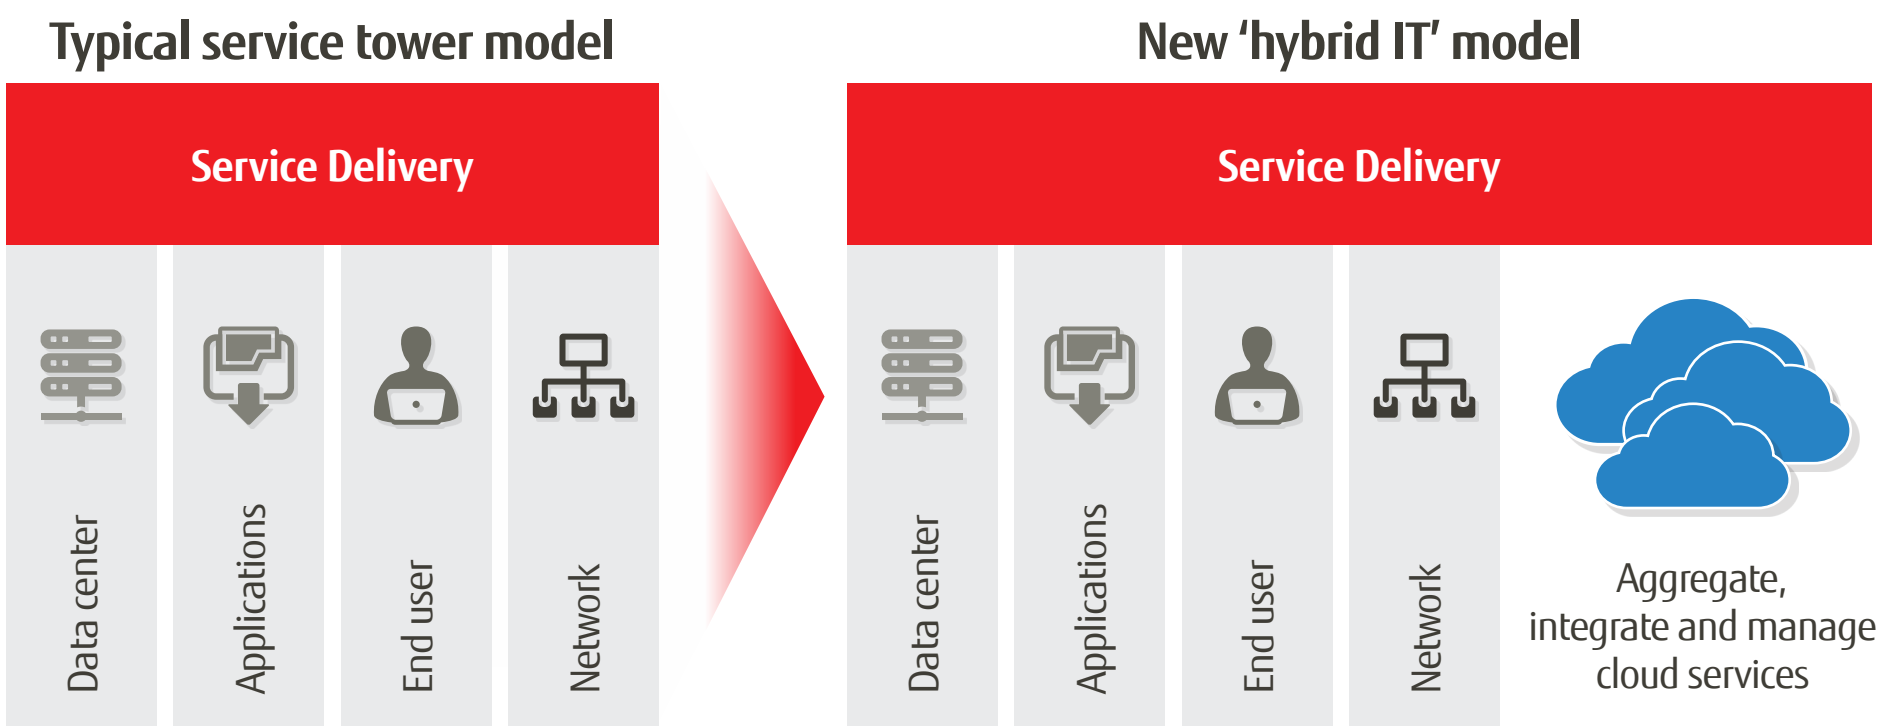 Typical service tower model
Service Delivery
Data center
Applications
End user
Network
New ‘hybrid IT’ model
Service Delivery
Data center
Applications
End user
Network
Aggregate,
integrate and manage
cloud services